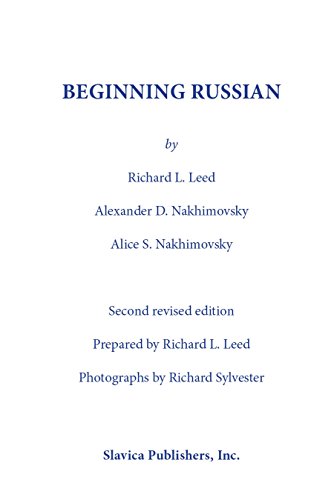 BEGINNING RUSSIAN
by
Richard L. Leed
Alexander D. Nakhimovsky
Alice S. Nakhimovsky
Second revised edition
Prepared by Richard L. Leed
Photographs by Richard Sylvester
Slavica Publishers, Inc.